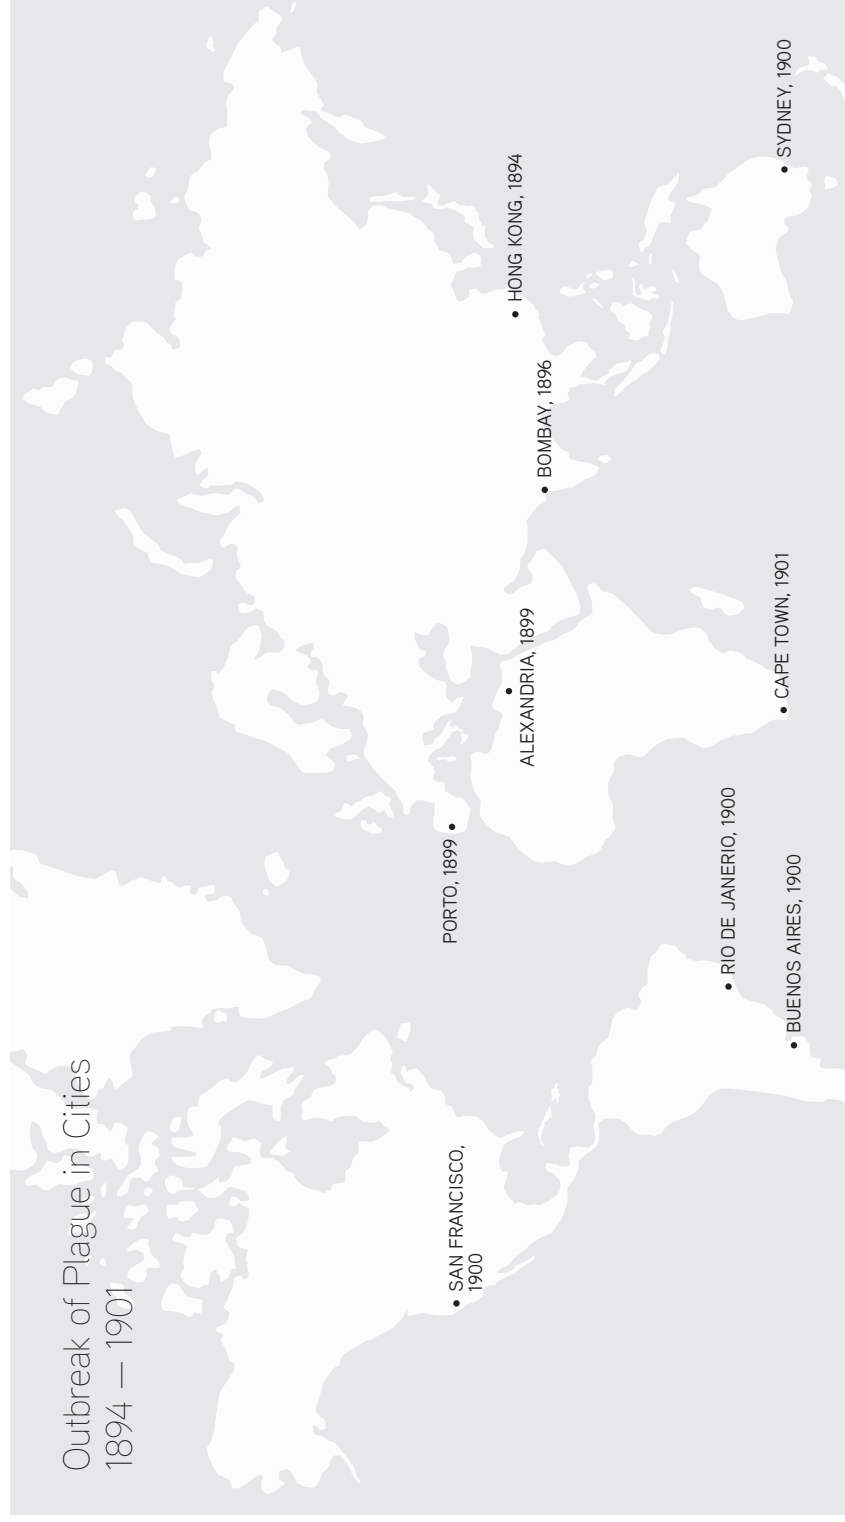 Outbreak of Plague in Cities
1894 — 1901
SAN FRANCISCO,
1900
PORTO, 1899
ALEXANDRIA, 1899
BOMBAY, 1896
HONG KONG, 1894
RIO DE JANERIO, 1900
BUENOS AIRES, 1900
CAPE TOWN, 1901
SYDNEY, 1900